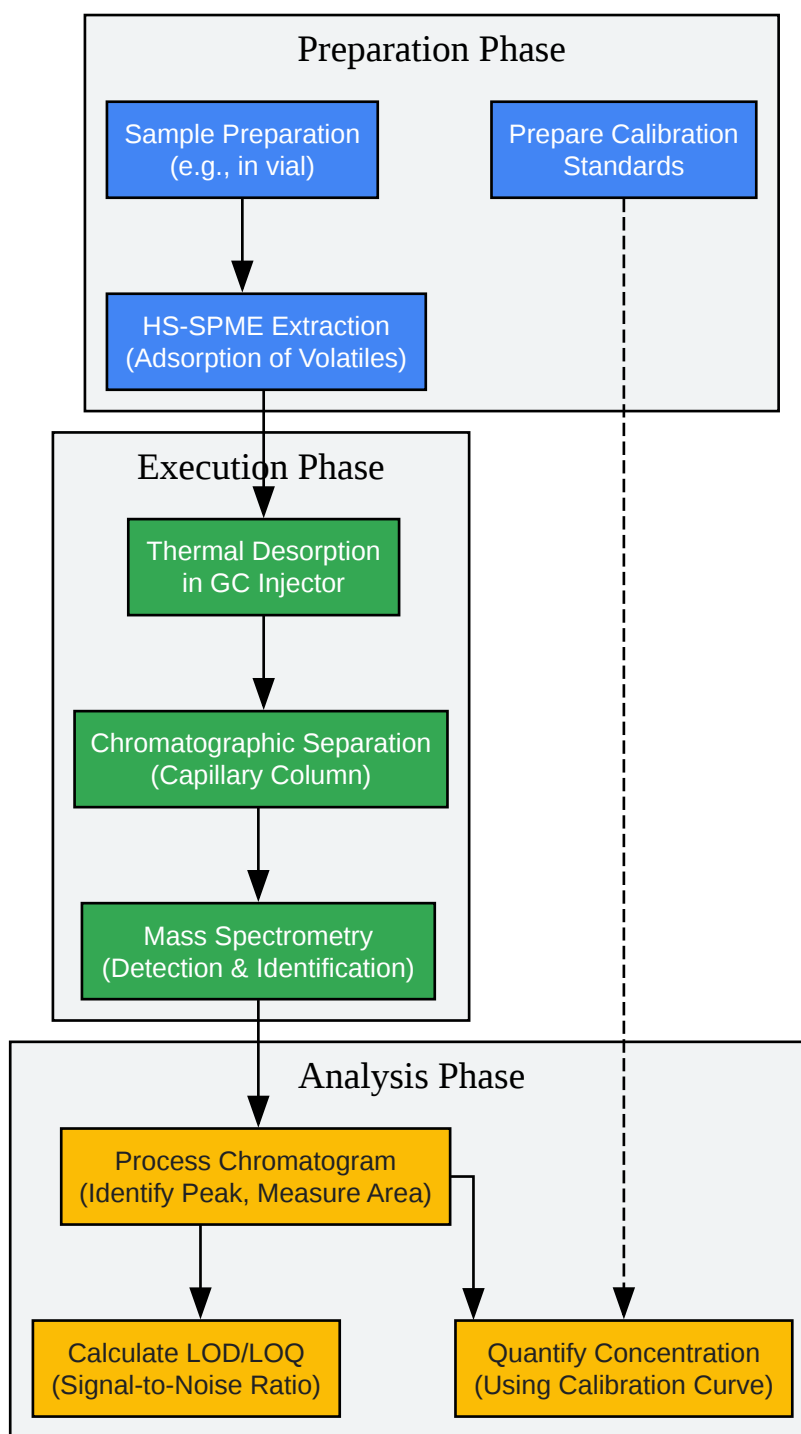 Preparation Phase
Sample Preparation
(e.g., in vial)
Prepare Calibration
Standards
HS-SPME Extraction
(Adsorption of Volatiles)
Execution Phase
Thermal Desorption
in GC Injector
Chromatographic Separation
(Capillary Column)
Mass Spectrometry
(Detection & Identification)
Analysis Phase
Process Chromatogram
(Identify Peak, Measure Area)
Calculate LOD/LOQ
(Signal-to-Noise Ratio)
Quantify Concentration
(Using Calibration Curve)